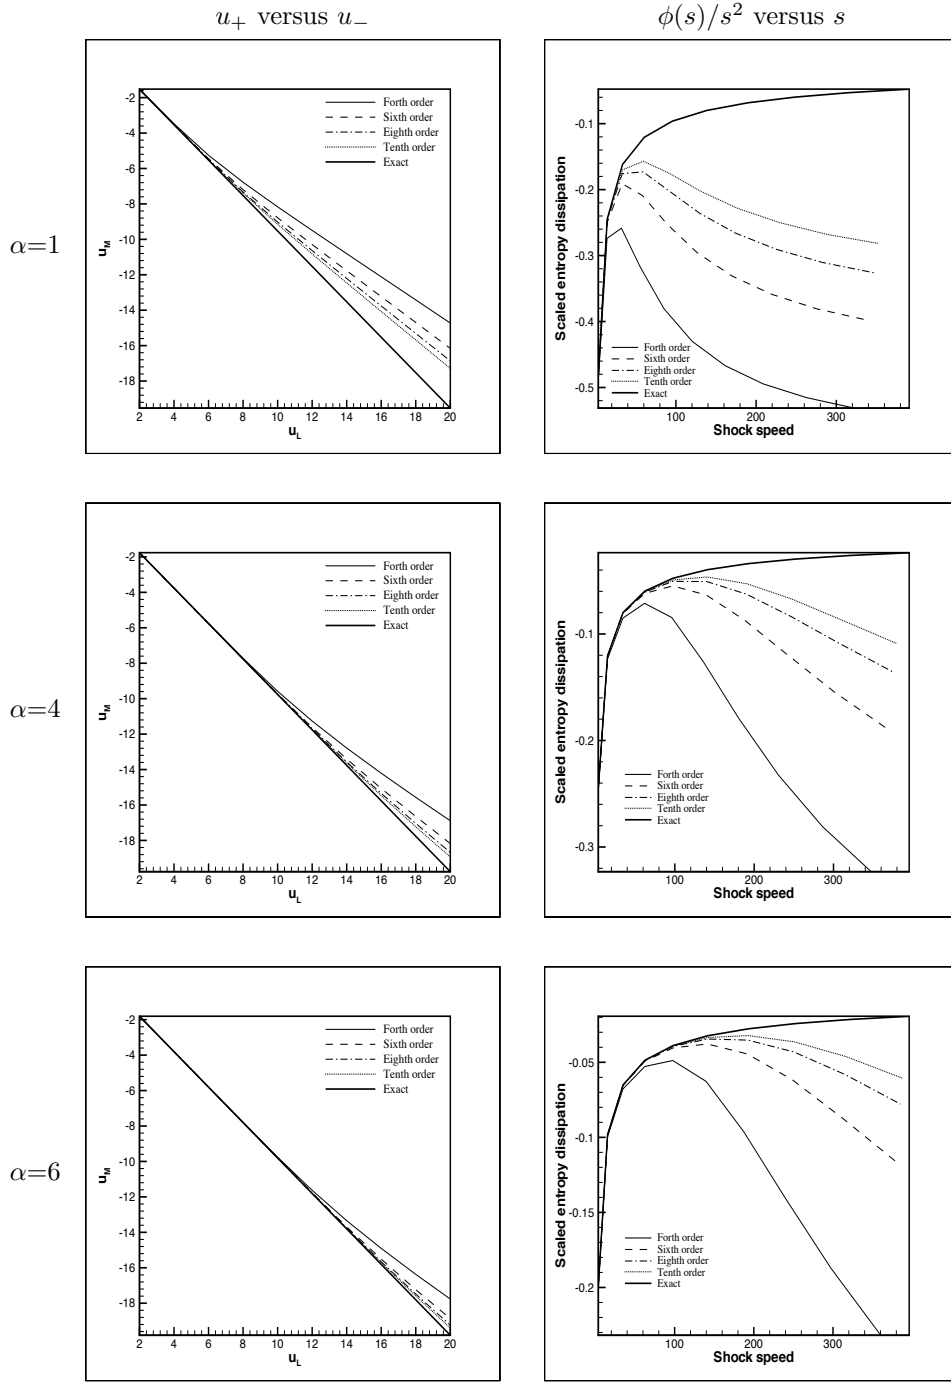 u₊ versus u₋
ϕ(s)/s² versus s
α=1
Forth order
Sixth order
Eighth order
Tenth order
Exact
-2
-4
-6
-8
-10
-12
-14
-16
-18
u_M
2 4 6 8 10 12 14 16 18 20
u_L
Scaled entropy dissipation
-0.1
-0.2
-0.3
-0.4
-0.5
Forth order
Sixth order
Eighth order
Tenth order
Exact
100 200 300
Shock speed
α=4
Forth order
Sixth order
Eighth order
Tenth order
Exact
-2
-4
-6
-8
-10
-12
-14
-16
-18
u_M
2 4 6 8 10 12 14 16 18 20
u_L
Scaled entropy dissipation
-0.1
-0.2
-0.3
Forth order
Sixth order
Eighth order
Tenth order
Exact
100 200 300
Shock speed
α=6
Forth order
Sixth order
Eighth order
Tenth order
Exact
-2
-4
-6
-8
-10
-12
-14
-16
-18
u_M
2 4 6 8 10 12 14 16 18 20
u_L
Scaled entropy dissipation
-0.05
-0.1
-0.15
-0.2
Forth order
Sixth order
Eighth order
Tenth order
Exact
100 200 300
Shock speed